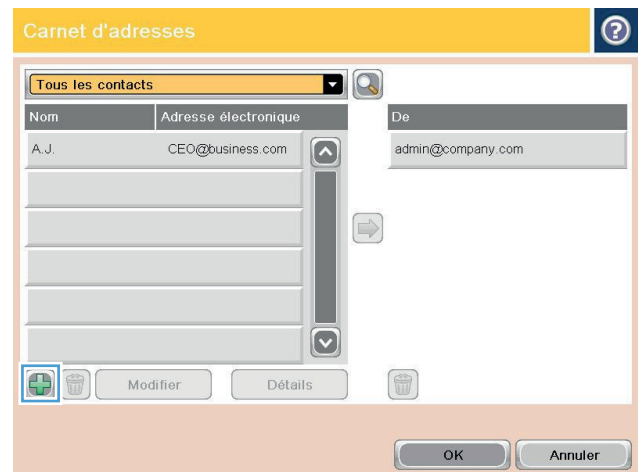 Carnet d'adresses
?
Tous les contacts
Nom Adresse électronique De
A.J. CEO@business.com admin@company.com
Modifier Détails
OK Annuler